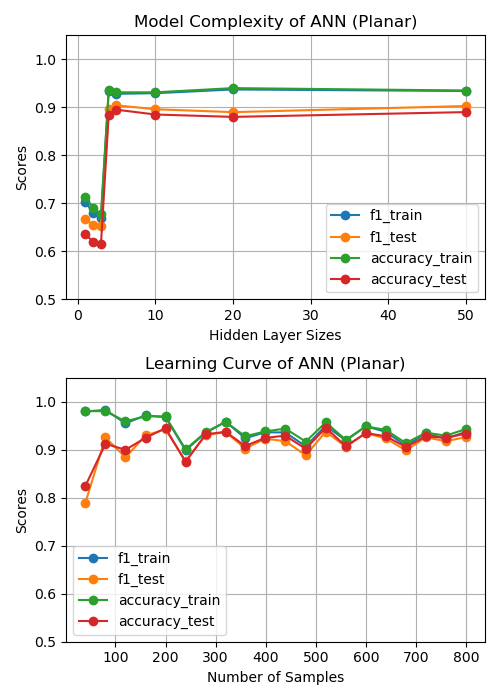 Model Complexity of ANN (Planar)
1.0
0.9
0.8
0.7
0.6
0.5
Scores
0 10 20 30 40 50
Hidden Layer Sizes
f1_train
f1_test
accuracy_train
accuracy_test
Learning Curve of ANN (Planar)
1.0
0.9
0.8
0.7
0.6
0.5
Scores
100 200 300 400 500 600 700 800
Number of Samples
f1_train
f1_test
accuracy_train
accuracy_test